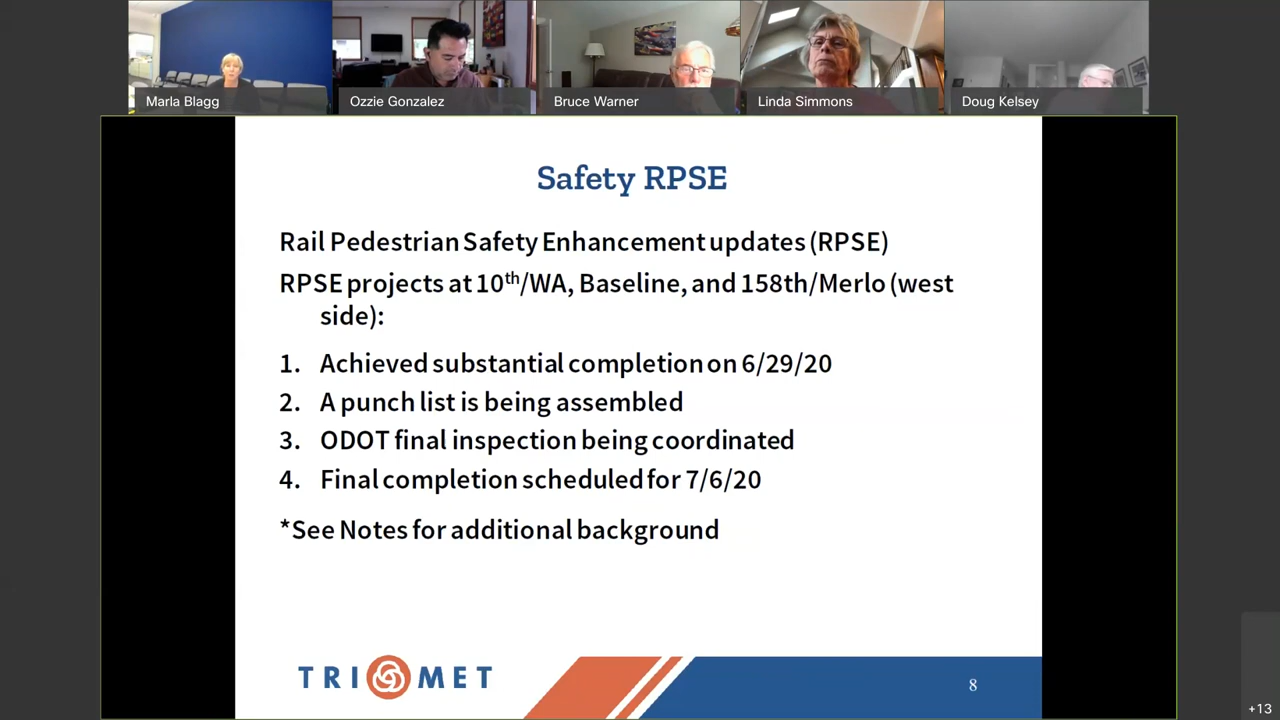 Marla Blagg
Ozzie Gonzalez
Bruce Warner
Linda Simmons
Doug Kelsey
Safety RPSE
Rail Pedestrian Safety Enhancement updates (RPSE)
RPSE projects at 10th/WA, Baseline, and 158th/Merlo (west
side):
1. Achieved substantial completion on 6/29/20
2. A punch list is being assembled
3. ODOT final inspection being coordinated
4. Final completion scheduled for 7/6/20
*See Notes for additional background
TRI MET
8
+13